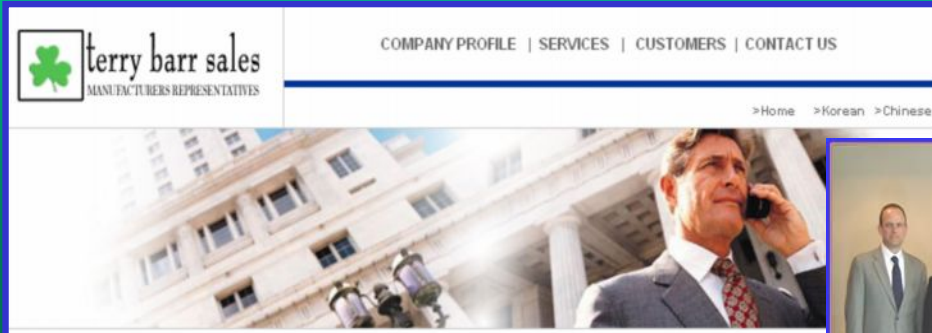 terry barr sales
MANUFACTURERS REPRESENTATIVES
COMPANY PROFILE | SERVICES | CUSTOMERS | CONTACT US
>Home >Korean >Chinese